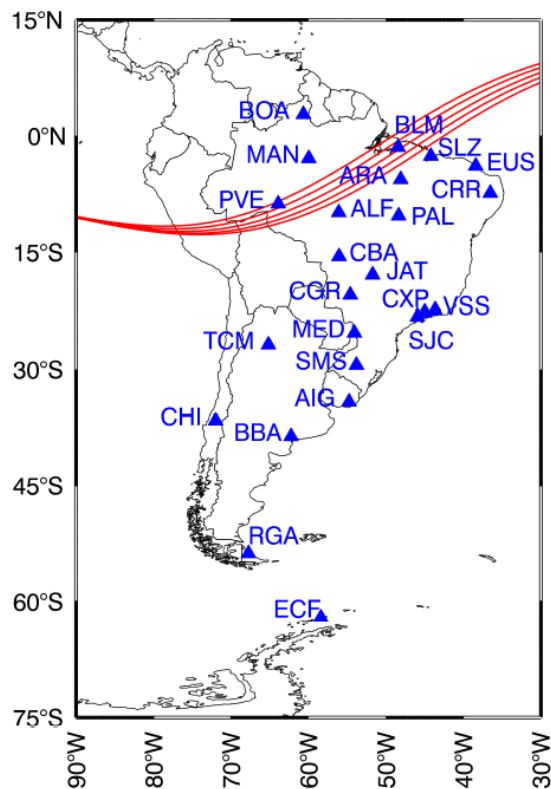 15°N
BOA
BLM
0°N
SLZ
MAN
EUS
ARA
CRR
PVE
ALF
PAL
15°S
CBA
JAT
CGR
CXP
VSS
MED
TCM
SJC
30°S
SMS
AIG
CHI
BBA
45°S
RGA
60°S
ECF
75°S
90°W
80°W
70°W
60°W
50°W
40°W
30°W